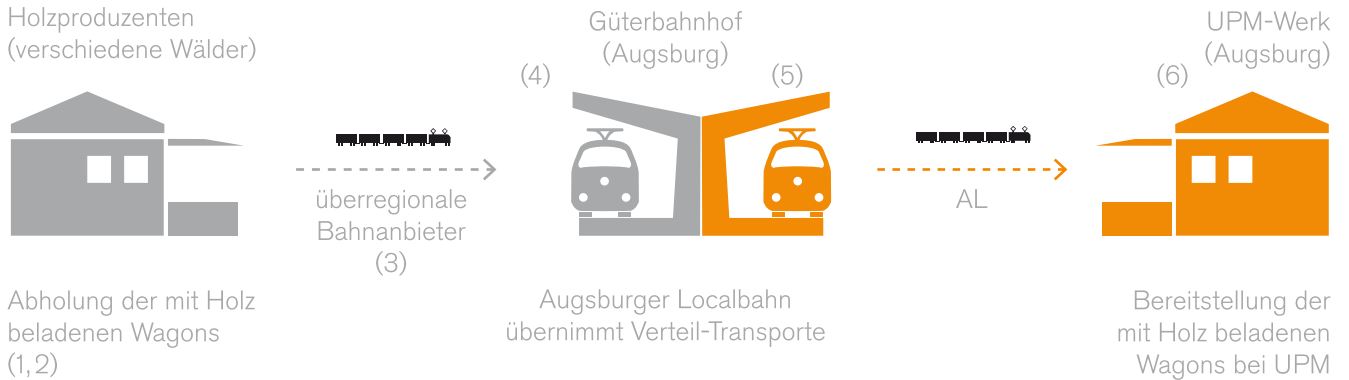 Holzproduzenten
(verschiedene Wälder)
Güterbahnhof
(Augsburg)
(4)
(5)
UPM-Werk
(Augsburg)
(6)
überregionale
Bahnanbieter
(3)
AL
Abholung der mit Holz
beladenen Wagons
(1, 2)
Augsburger Localbahn
übernimmt Verteil-Transporte
Bereitstellung der
mit Holz beladenen
Wagons bei UPM